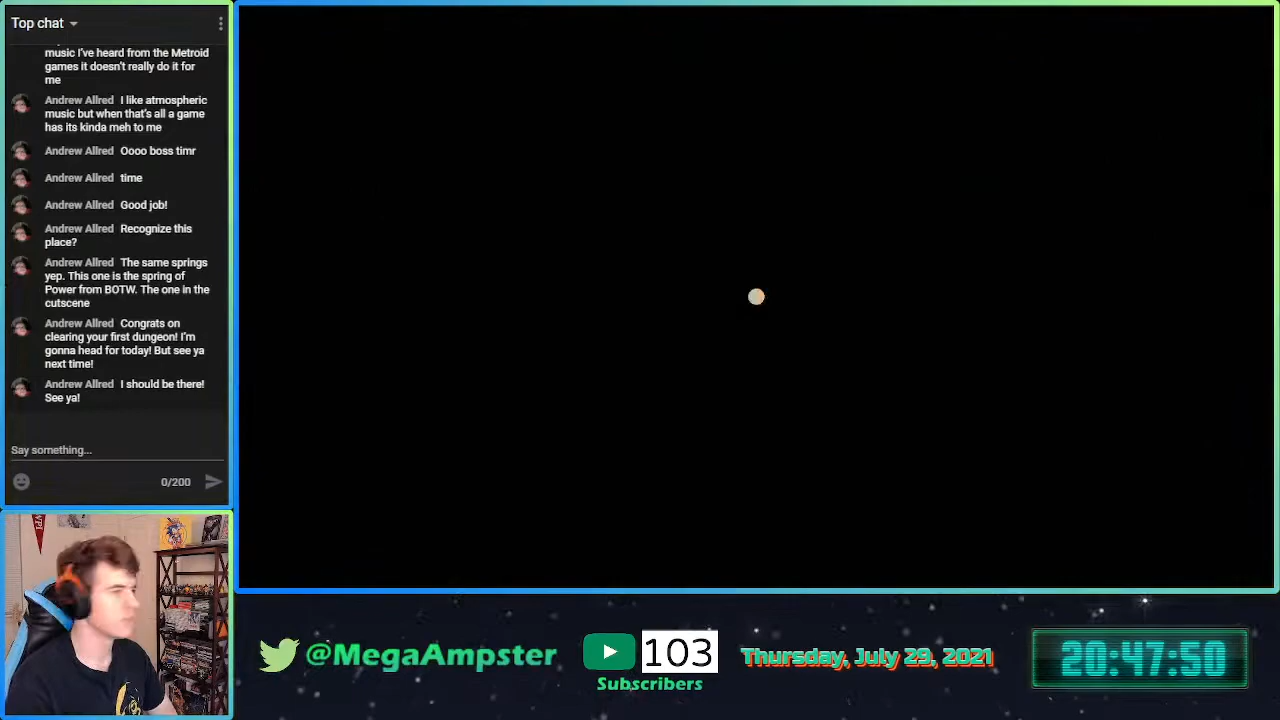 Top chat
music I've heard from the Metroid
games it doesn't really do it for
me
Andrew Allred I like atmospheric
music but when that's all a game
has its kinda meh to me
Andrew Allred Oooo boss timr
Andrew Allred time
Andrew Allred Good job!
Andrew Allred Recognize this
place?
Andrew Allred The same springs
yep. This one is the spring of
Power from BOTW. The one in the
cutscene
Andrew Allred Congrats on
clearing your first dungeon! I'm
gonna head for today! But see ya
next time!
Andrew Allred I should be there!
See ya!
Say something...
0/200
@MegaAmpster
103
Subscribers
Thursday, July 29, 2021
20:47:50